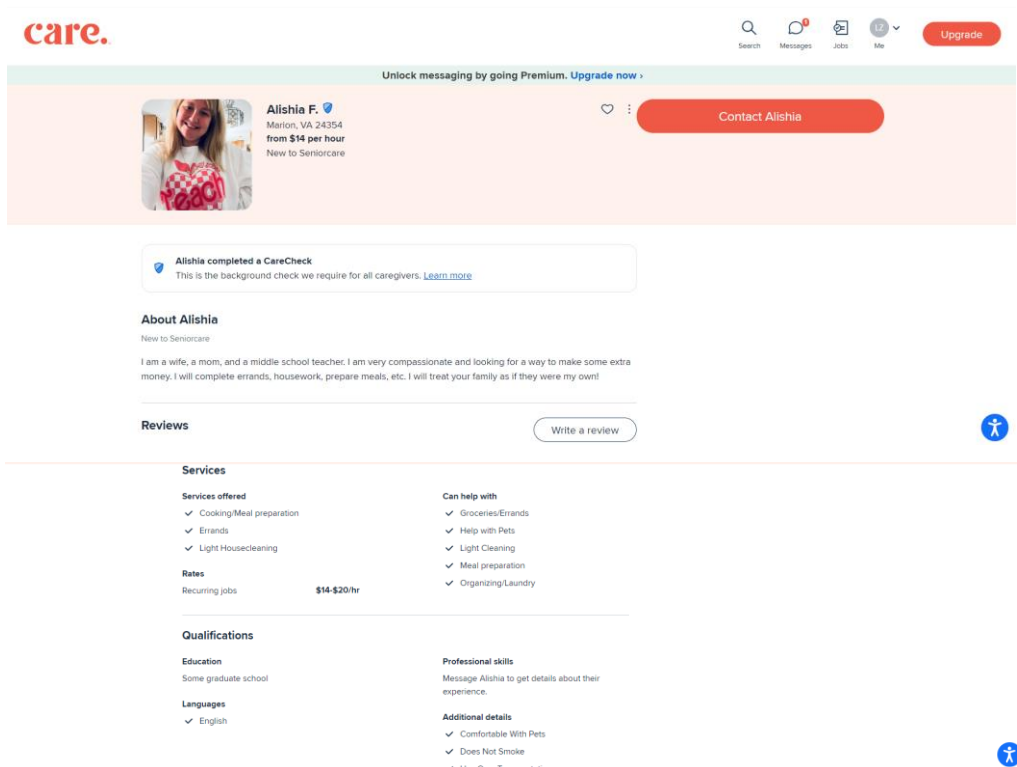 care.
Search
Messages
1
Jobs
LZ
Me
Upgrade
Unlock messaging by going Premium. Upgrade now ›
Alishia F.
Marion, VA 24354
from $14 per hour
New to Seniorcare
Contact Alishia
Teach
Alishia completed a CareCheck
This is the background check we require for all caregivers. Learn more
About Alishia
New to Seniorcare
I am a wife, a mom, and a middle school teacher. I am very compassionate and looking for a way to make some extra
money. I will complete errands, housework, prepare meals, etc. I will treat your family as if they were my own!
Reviews
Write a review
Services
Services offered
Cooking/Meal preparation
Errands
Light Housecleaning
Rates
Recurring jobs $14-$20/hr
Can help with
Groceries/Errands
Help with Pets
Light Cleaning
Meal preparation
Organizing/Laundry
Qualifications
Education
Some graduate school
Languages
English
Professional skills
Message Alishia to get details about their
experience.
Additional details
Comfortable With Pets
Does Not Smoke